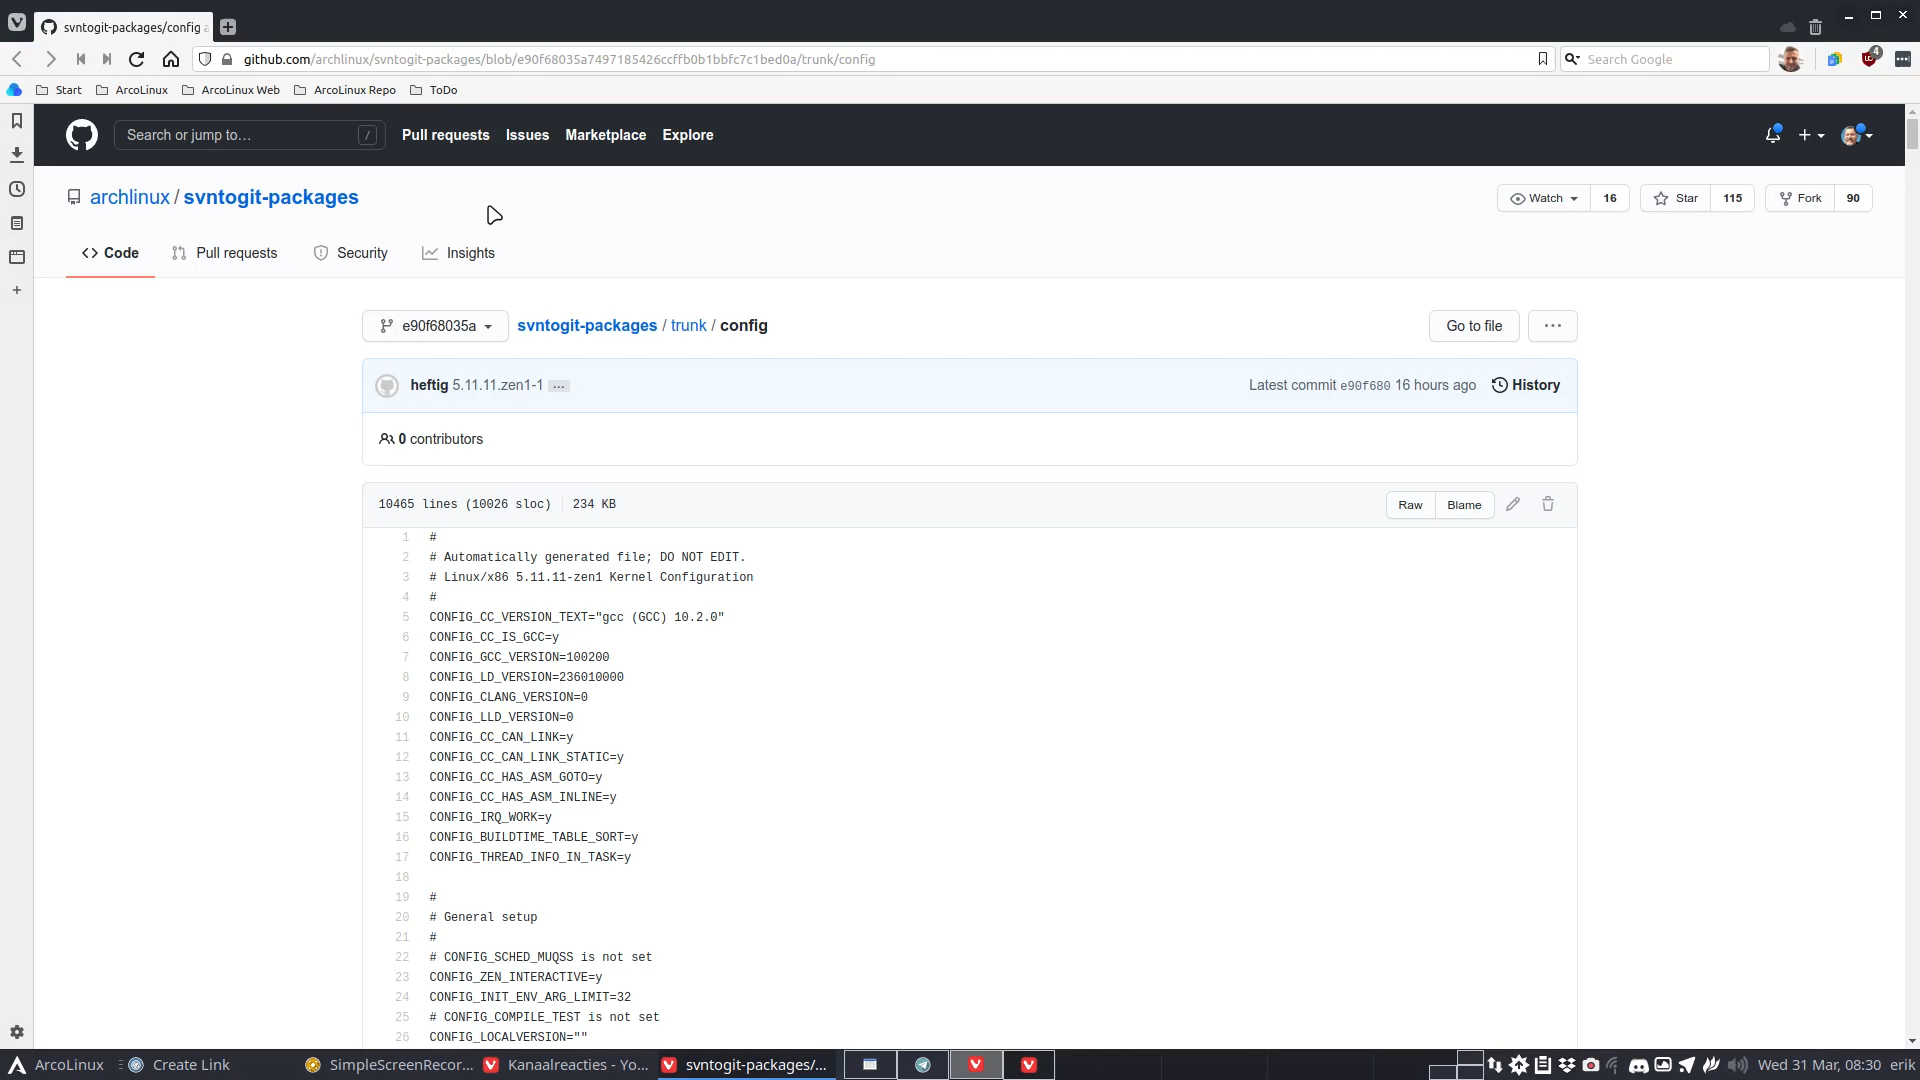 svntogit-packages/config a
github.com/archlinux/svntogit-packages/blob/e90f68035a7497185426ccffb0b1bbfc7c1bed0a/trunk/config
Search Google
4
Start
ArcoLinux
ArcoLinux Web
ArcoLinux Repo
ToDo
Search or jump to…
/
Pull requests
Issues
Marketplace
Explore
archlinux / svntogit-packages
Watch
16
Star
115
Fork
90
Code
Pull requests
Security
Insights
e90f68035a
svntogit-packages / trunk / config
Go to file
heftig 5.11.11.zen1-1 …
Latest commit e90f680 16 hours ago
History
0 contributors
10465 lines (10026 sloc)
234 KB
Raw
Blame
1 #
2 # Automatically generated file; DO NOT EDIT.
3 # Linux/x86 5.11.11-zen1 Kernel Configuration
4 #
5 CONFIG_CC_VERSION_TEXT="gcc (GCC) 10.2.0"
6 CONFIG_CC_IS_GCC=y
7 CONFIG_GCC_VERSION=100200
8 CONFIG_LD_VERSION=236010000
9 CONFIG_CLANG_VERSION=0
10 CONFIG_LLD_VERSION=0
11 CONFIG_CC_CAN_LINK=y
12 CONFIG_CC_CAN_LINK_STATIC=y
13 CONFIG_CC_HAS_ASM_GOTO=y
14 CONFIG_CC_HAS_ASM_INLINE=y
15 CONFIG_IRQ_WORK=y
16 CONFIG_BUILDTIME_TABLE_SORT=y
17 CONFIG_THREAD_INFO_IN_TASK=y
18
19 #
20 # General setup
21 #
22 # CONFIG_SCHED_MUQSS is not set
23 CONFIG_ZEN_INTERACTIVE=y
24 CONFIG_INIT_ENV_ARG_LIMIT=32
25 # CONFIG_COMPILE_TEST is not set
26 CONFIG_LOCALVERSION=""
ArcoLinux
Create Link
SimpleScreenRecor...
Kanaalreacties - Yo...
svntogit-packages/...
Wed 31 Mar, 08:30
erik